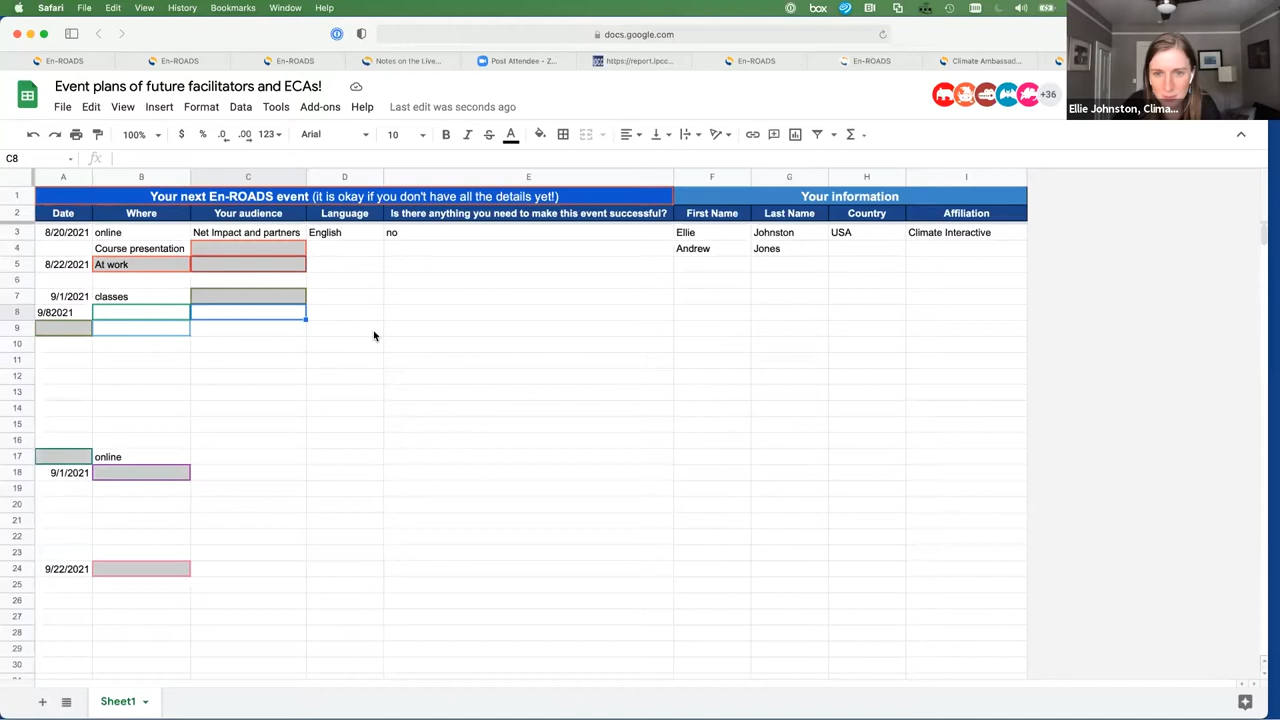 Safari File Edit View History Bookmarks Window Help
box
docs.google.com
En-ROADS En-ROADS En-ROADS Notes on the Live... Post Attendee - Z... https://report.ipcc... En-ROADS En-ROADS Climate Ambassad...
Event plans of future facilitators and ECAs!
File Edit View Insert Format Data Tools Add-ons Help Last edit was seconds ago
+36
Ellie Johnston, Clima...
100% $ % .0 .00 123 Arial 10 B I S A
C8 fx
A B C D E F G H I
1 Your next En-ROADS event (it is okay if you don't have all the details yet!) Your information
2 Date Where Your audience Language Is there anything you need to make this event successful? First Name Last Name Country Affiliation
3 8/20/2021 online Net Impact and partners English no Ellie Johnston USA Climate Interactive
4 Course presentation Andrew Jones
5 8/22/2021 At work
6
7 9/1/2021 classes
8 9/82021
9
10
11
12
13
14
15
16
17 online
18 9/1/2021
19
20
21
22
23
24 9/22/2021
25
26
27
28
29
30
Sheet1